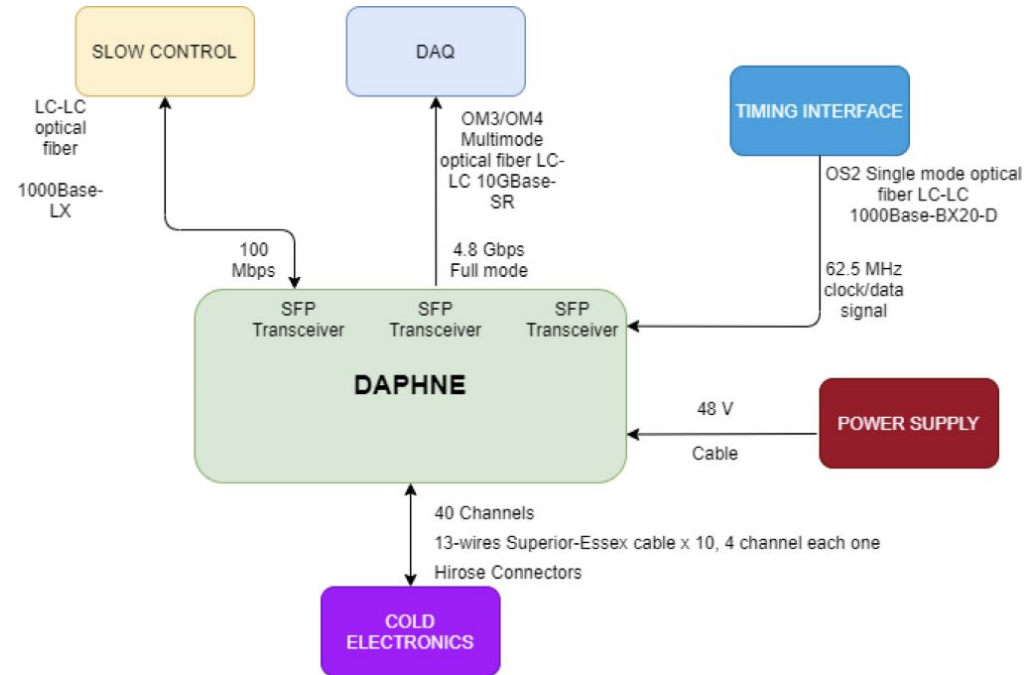 SLOW CONTROL
DAQ
TIMING INTERFACE
LC-LC
optical
fiber
1000Base-
LX
OM3/OM4
Multimode
optical fiber LC-
LC 10GBase-
SR
OS2 Single mode optical
fiber LC-LC
1000Base-BX20-D
100
Mbps
4.8 Gbps
Full mode
62.5 MHz
clock/data
signal
SFP
Transceiver
SFP
Transceiver
SFP
Transceiver
DAPHNE
48 V
Cable
POWER SUPPLY
40 Channels
13-wires Superior-Essex cable x 10, 4 channel each one
Hirose Connectors
COLD
ELECTRONICS